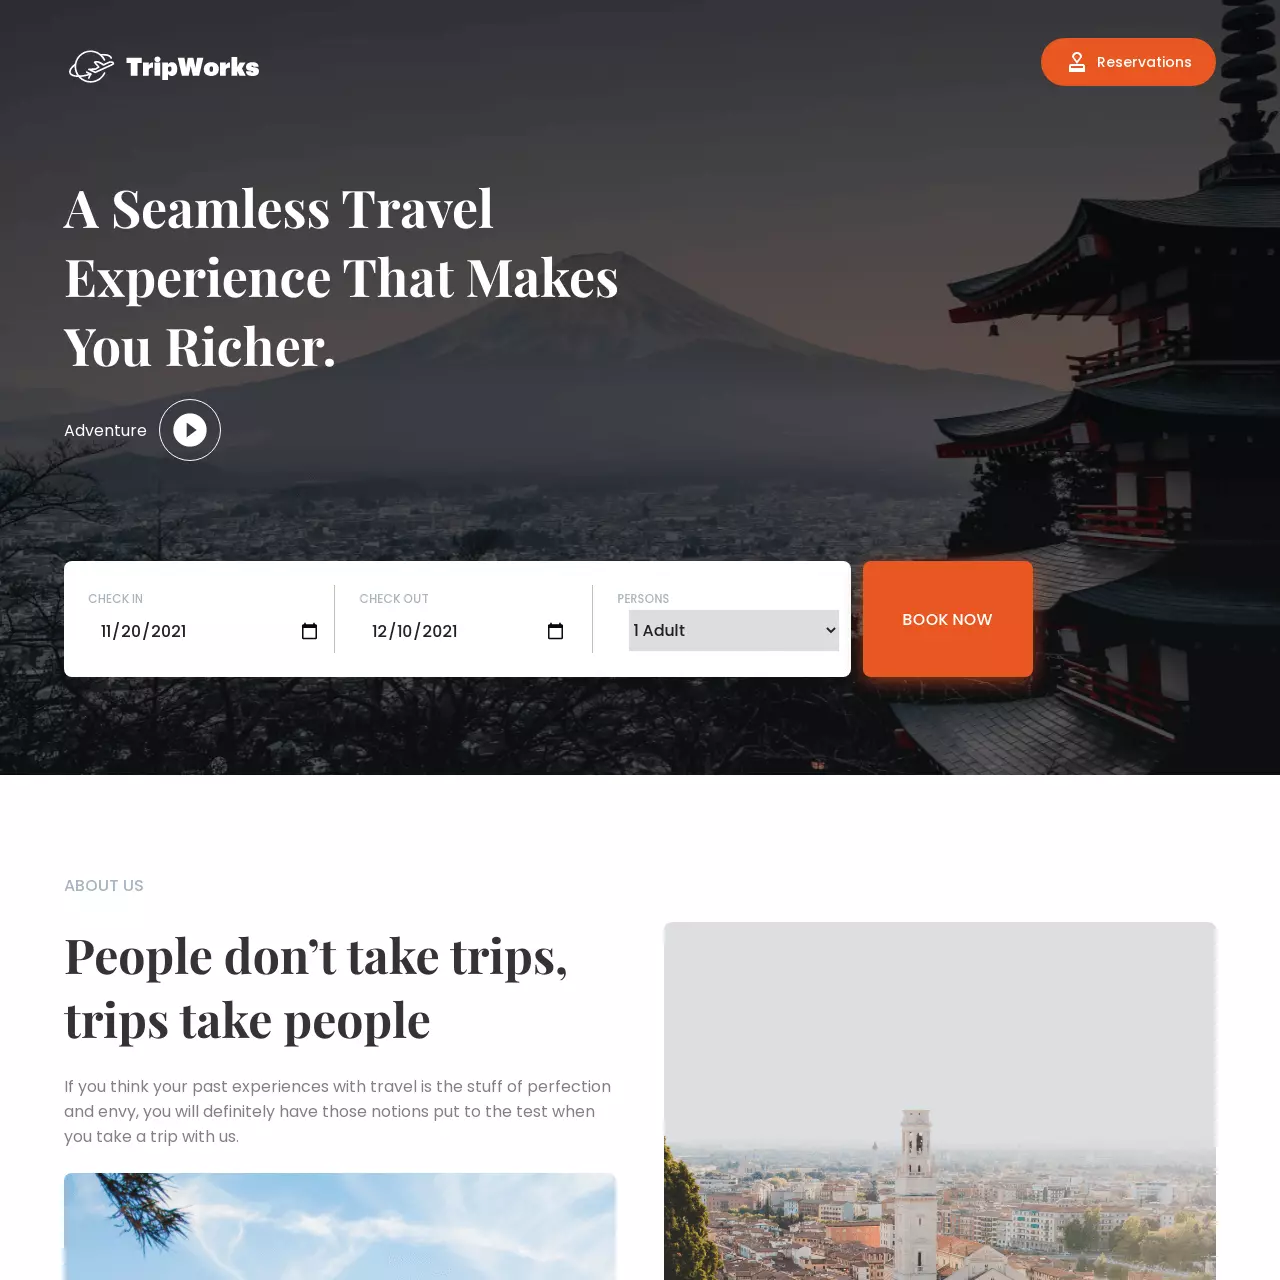 TripWorks
Reservations
A Seamless Travel
Experience That Makes
You Richer.
Adventure
CHECK IN
11/20/2021
CHECK OUT
12/10/2021
PERSONS
1 Adult
BOOK NOW
ABOUT US
People don’t take trips,
trips take people
If you think your past experiences with travel is the stuff of perfection
and envy, you will definitely have those notions put to the test when
you take a trip with us.